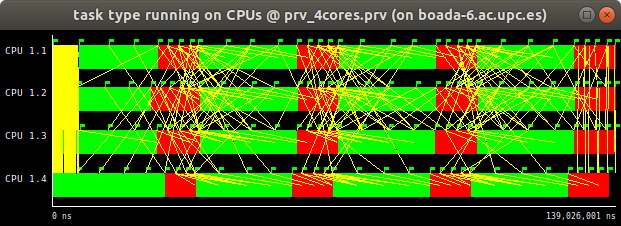 task type running on CPUs @ prv_4cores.prv (on boada-6.ac.upc.es)
CPU 1.1
CPU 1.2
CPU 1.3
CPU 1.4
0 ns 139,026,001 ns